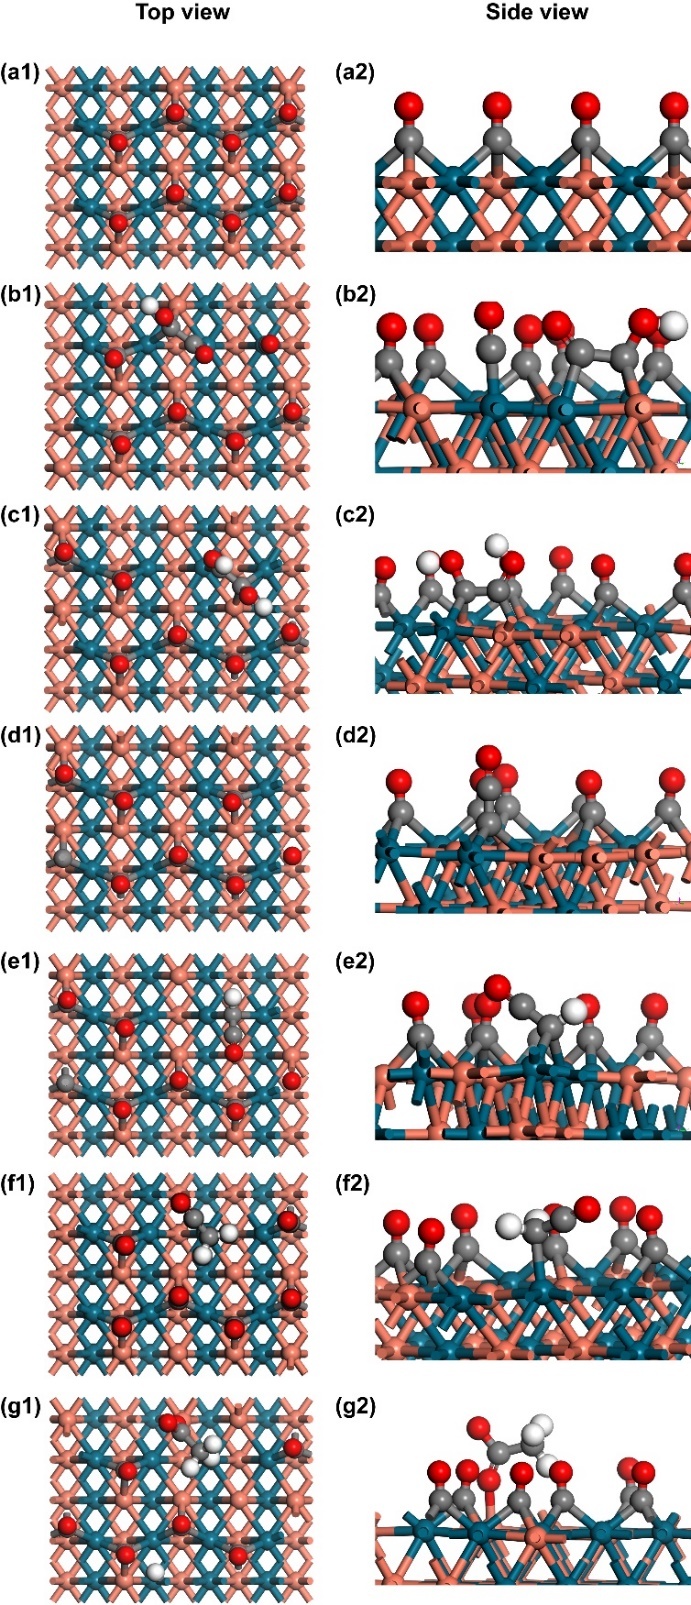 Top view Side view
(a1) (a2)
(b1) (b2)
(c1) (c2)
(d1) (d2)
(e1) (e2)
(f1) (f2)
(g1) (g2)